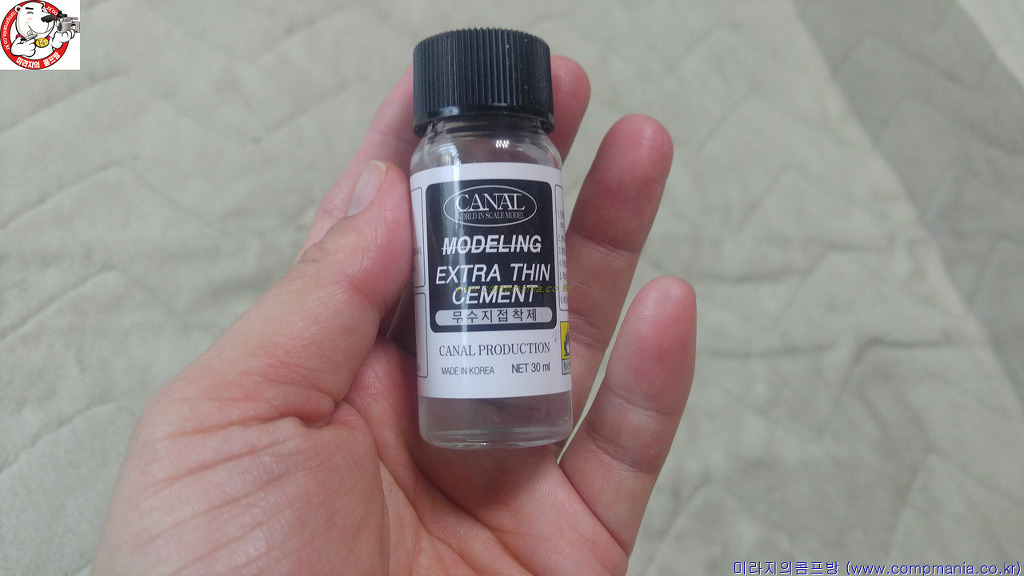 CANAL
WORLD IN SCALE MODEL
MODELING
EXTRA THIN
CEMENT
무수지접착제
CANAL PRODUCTION
MADE IN KOREA NET 30 ml
미라지의콤프방 (www.compmania.co.kr)